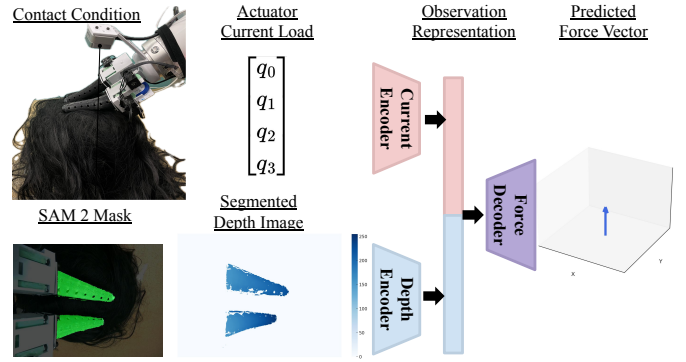 Contact Condition
Actuator
Current Load
q0
q1
q2
q3
Observation
Representation
Predicted
Force Vector
Current
Encoder
Force
Decoder
X
Y
SAM 2 Mask
Segmented
Depth Image
250
200
150
100
50
0
Depth
Encoder